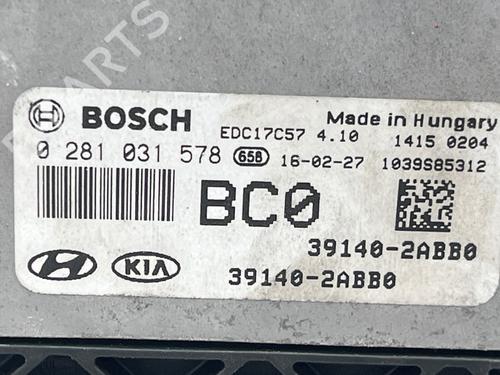 PARTS
BOSCH
EDC17C57 4.10
Made in Hungary
1415 0204
0 281 031 578 658 16-02-27 1039S85312
BC0
39140-2ABB0
KIA 39140-2ABB0